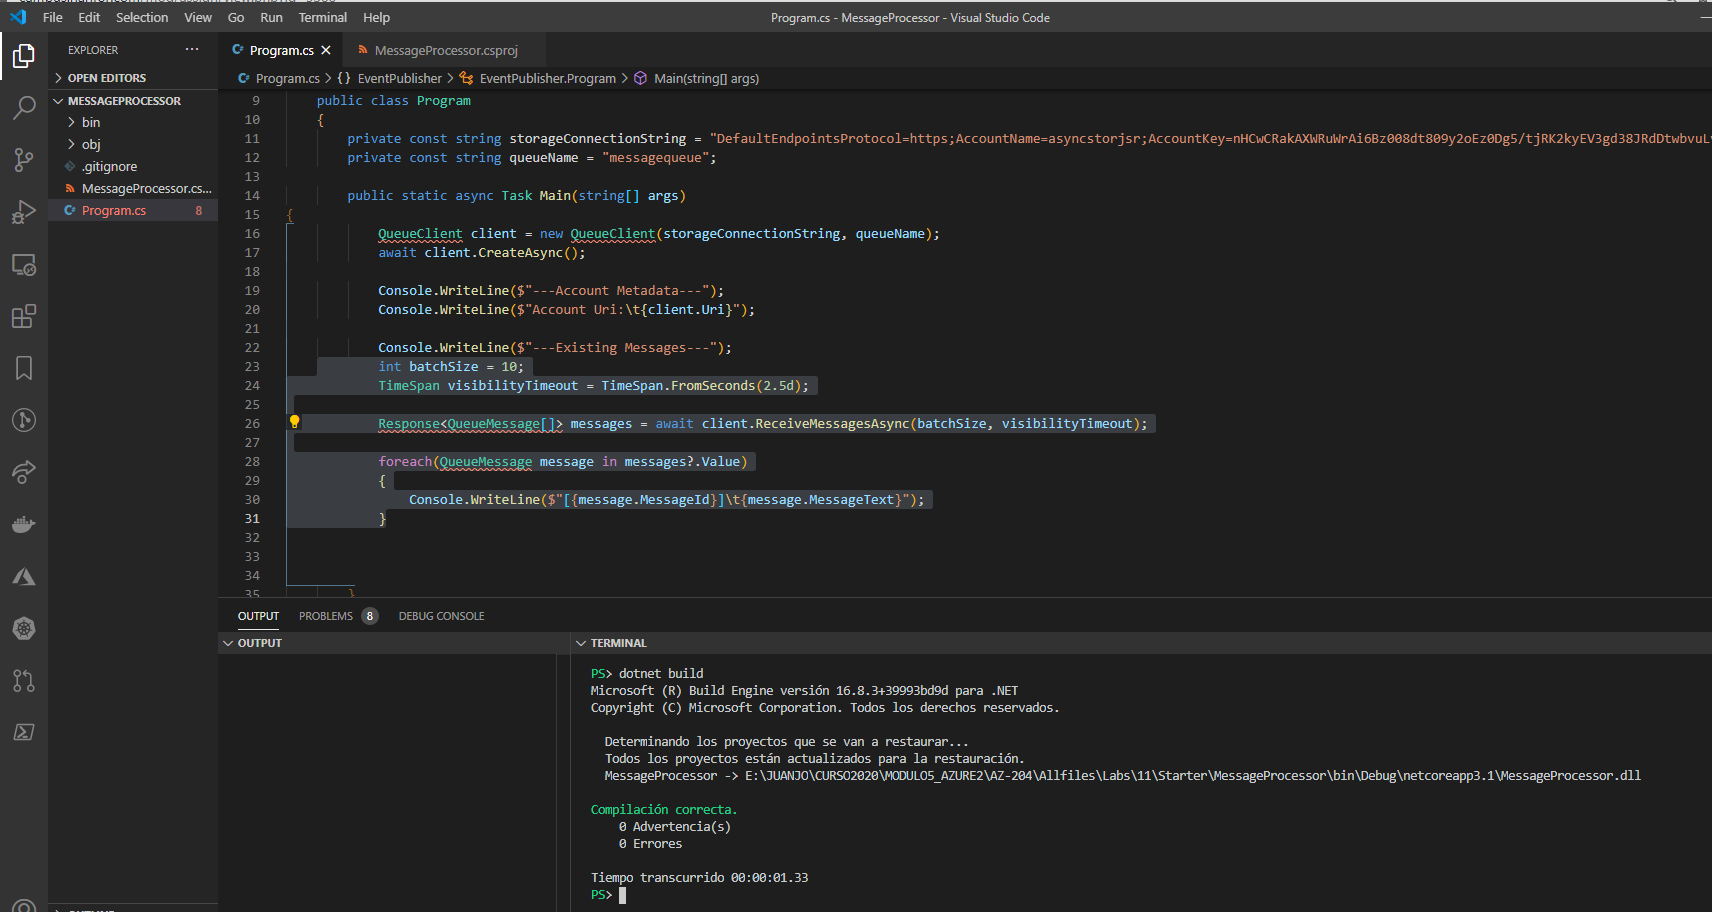 File Edit Selection View Go Run Terminal Help
Program.cs - MessageProcessor - Visual Studio Code
EXPLORER ...
OPEN EDITORS
MESSAGEPROCESSOR
bin
obj
.gitignore
MessageProcessor.cs...
Program.cs 8
Program.cs MessageProcessor.csproj
Program.cs > {} EventPublisher > EventPublisher.Program > Main(string[] args)
9 public class Program
10 {
11 private const string storageConnectionString = "DefaultEndpointsProtocol=https;AccountName=asyncstorjsr;
12 private const string queueName = "messagequeue";
13
14 public static async Task Main(string[] args)
15 {
16 QueueClient client = new QueueClient(storageConnectionString, queueName);
17 await client.CreateAsync();
18
19 Console.WriteLine($"---Account Metadata---");
20 Console.WriteLine($"Account Uri:\t{client.Uri}");
21
22 Console.WriteLine($"---Existing Messages---");
23 int batchSize = 10;
24 TimeSpan visibilityTimeout = TimeSpan.FromSeconds(2.5d);
25
26 Response<QueueMessage[]> messages = await client.ReceiveMessagesAsync(batchSize, visibilityTimeout);
27
28 foreach(QueueMessage message in messages?.Value)
29 {
30 Console.WriteLine($"[{message.MessageId}]\t{message.MessageText}");
31 }
32
33
34
35 }
OUTPUT PROBLEMS 8 DEBUG CONSOLE
OUTPUT
TERMINAL
PS> dotnet build
Microsoft (R) Build Engine versión 16.8.3+39993bd9d para .NET
Copyright (C) Microsoft Corporation. Todos los derechos reservados.
Determinando los proyectos que se van a restaurar...
Todos los proyectos están actualizados para la restauración.
MessageProcessor -> E:\JUANJO\CURSO2020\MODULO5_AZURE2\AZ-204\Allfiles\Labs\11\Starter\MessageProcessor\bin\Debug\netcoreapp3.1\MessageProcessor.dll
Compilación correcta.
0 Advertencia(s)
0 Errores
Tiempo transcurrido 00:00:01.33
PS>